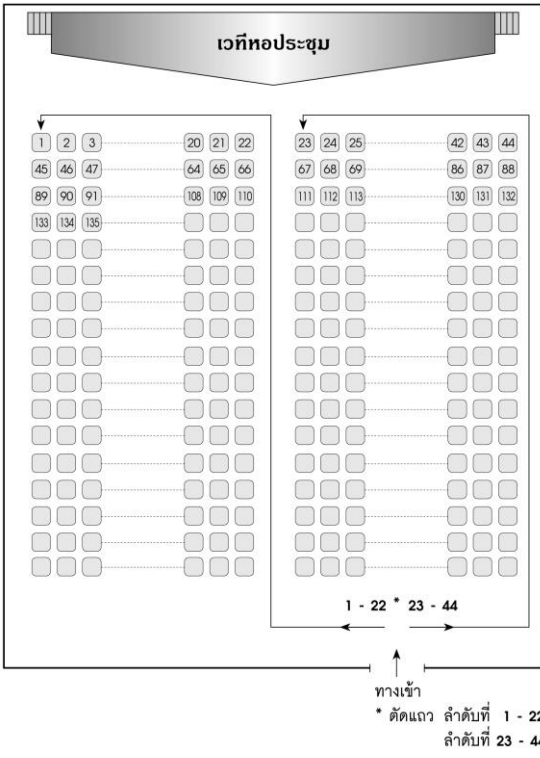 เวทีหอประชุม
1 2 3 20 21 22 23 24 25 42 43 44
45 46 47 64 65 66 67 68 69 86 87 88
89 90 91 108 109 110 111 112 113 130 131 132
133 134 135
1 - 22 * 23 - 44
ทางเข้า
* ตัดแถว ลำดับที่ 1 - 22
ลำดับที่ 23 - 44